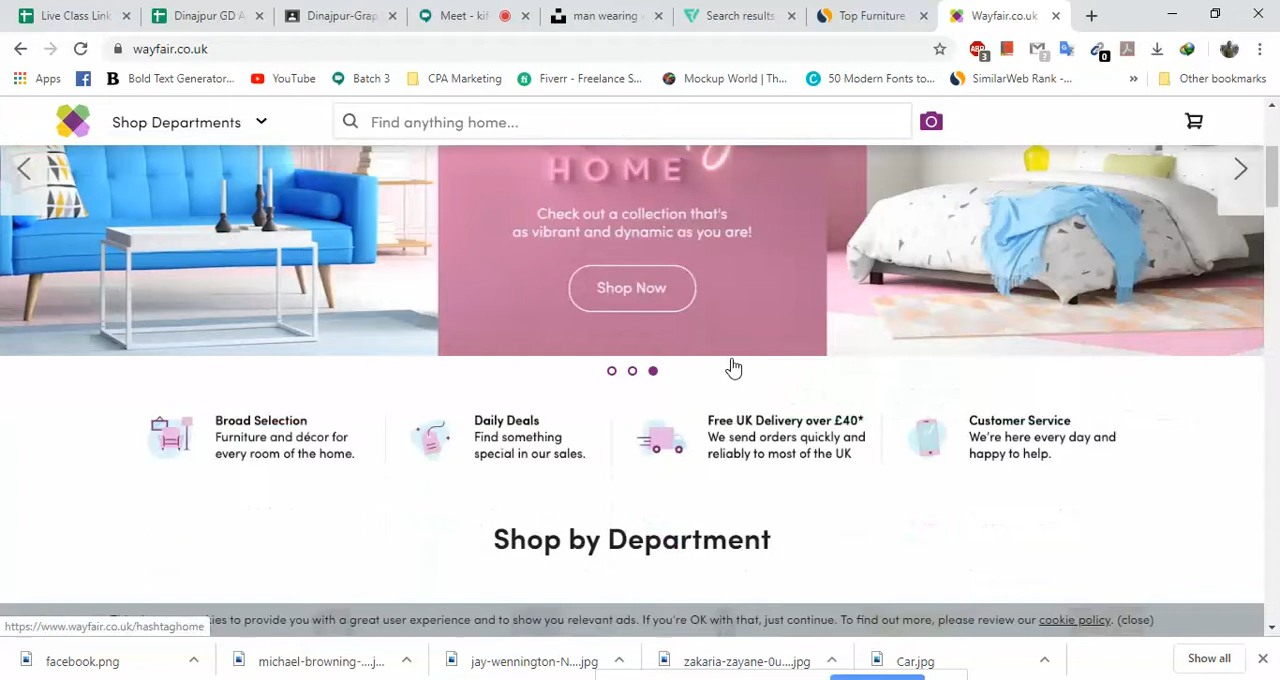 Live Class Link
Dinajpur GD A
Dinajpur-Grap
Meet - kif
man wearing
Search results
Top Furniture
Wayfair.co.uk
wayfair.co.uk
ABP
3
?
0
Apps
Bold Text Generator...
YouTube
Batch 3
CPA Marketing
Fiverr - Freelance S...
Mockup World | Th...
50 Modern Fonts to...
SimilarWeb Rank -...
»
Other bookmarks
Shop Departments
Find anything home...
HOME
Check out a collection that's
as vibrant and dynamic as you are!
Shop Now
Broad Selection
Furniture and décor for
every room of the home.
Daily Deals
Find something
special in our sales.
Free UK Delivery over £40*
We send orders quickly and
reliably to most of the UK
Customer Service
We're here every day and
happy to help.
Shop by Department
to provide you with a great user experience and to show you relevant ads. If you're OK with that, just continue. To find out more, please review our cookie policy. (close)
https://www.wayfair.co.uk/hashtaghome
facebook.png
michael-browning-....jpg
jay-wennington-N....jpg
zakaria-zayane-0u....jpg
Car.jpg
Show all